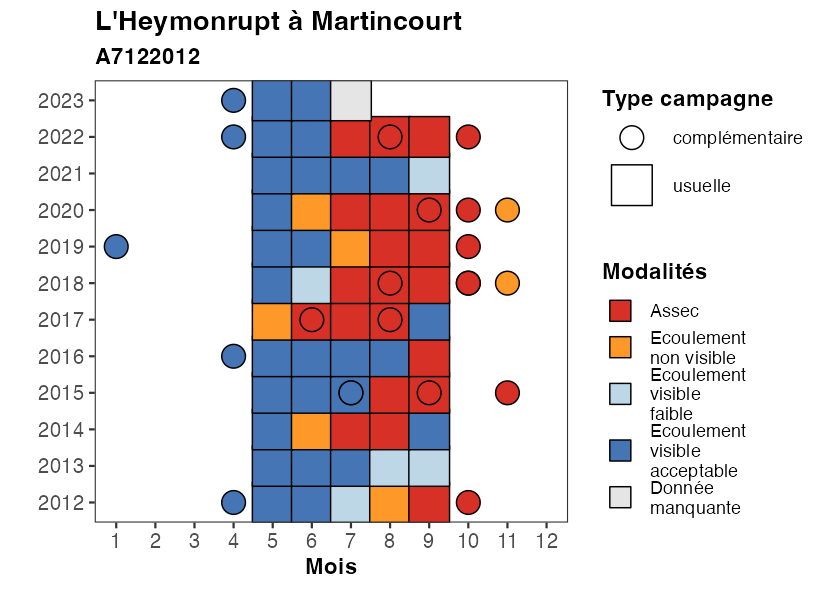 L'Heymonrupt à Martincourt
A7122012
2023
2022
2021
2020
2019
2018
2017
2016
2015
2014
2013
2012
1 2 3 4 5 6 7 8 9 10 11 12
Mois
Type campagne
complémentaire
usuelle
Modalités
Assec
Ecoulement
non visible
Ecoulement
visible
faible
Ecoulement
visible
acceptable
Donnée
manquante